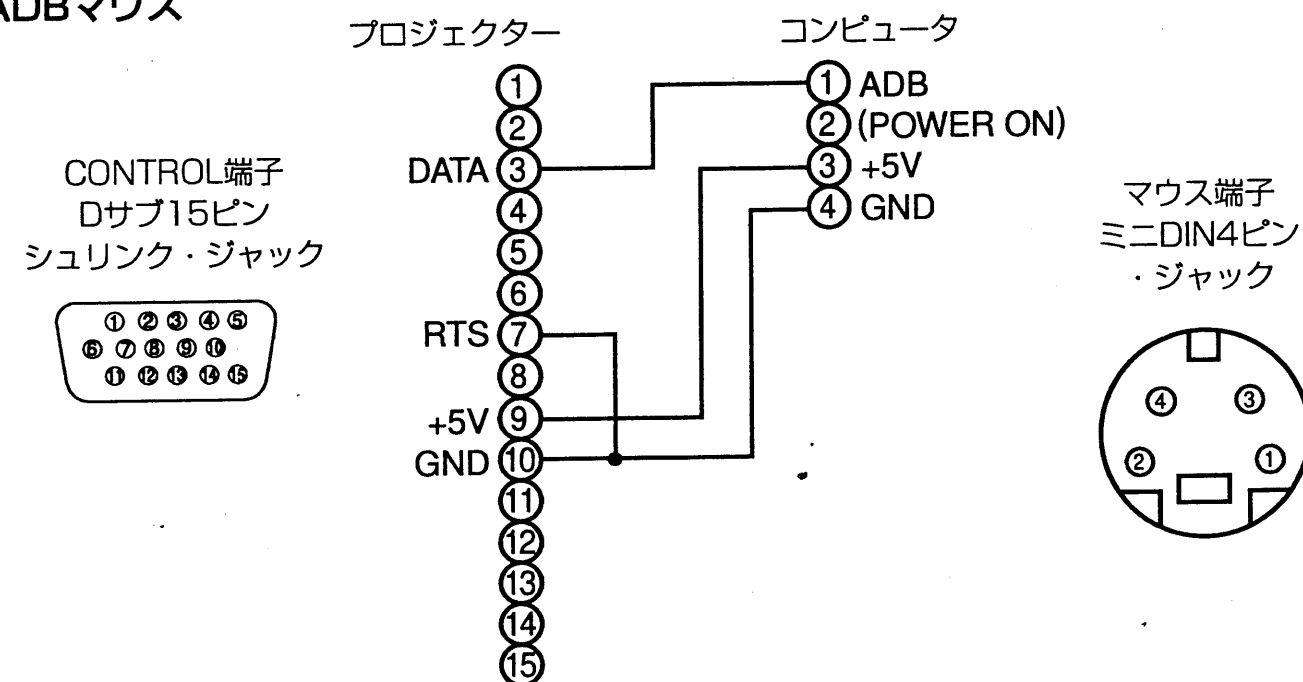 ADBマウス
プロジェクター
コンピュータ
CONTROL端子
Dサブ15ピン
シュリンク・ジャック
① ② ③ ④ ⑤
⑥ ⑦ ⑧ ⑨ ⑩
⑪ ⑫ ⑬ ⑭ ⑮
①
②
DATA ③
④
⑤
⑥
RTS ⑦
⑧
+5V ⑨
GND ⑩
⑪
⑫
⑬
⑭
⑮
① ADB
② (POWER ON)
③ +5V
④ GND
マウス端子
ミニDIN4ピン
・ジャック
④ ③
② ①